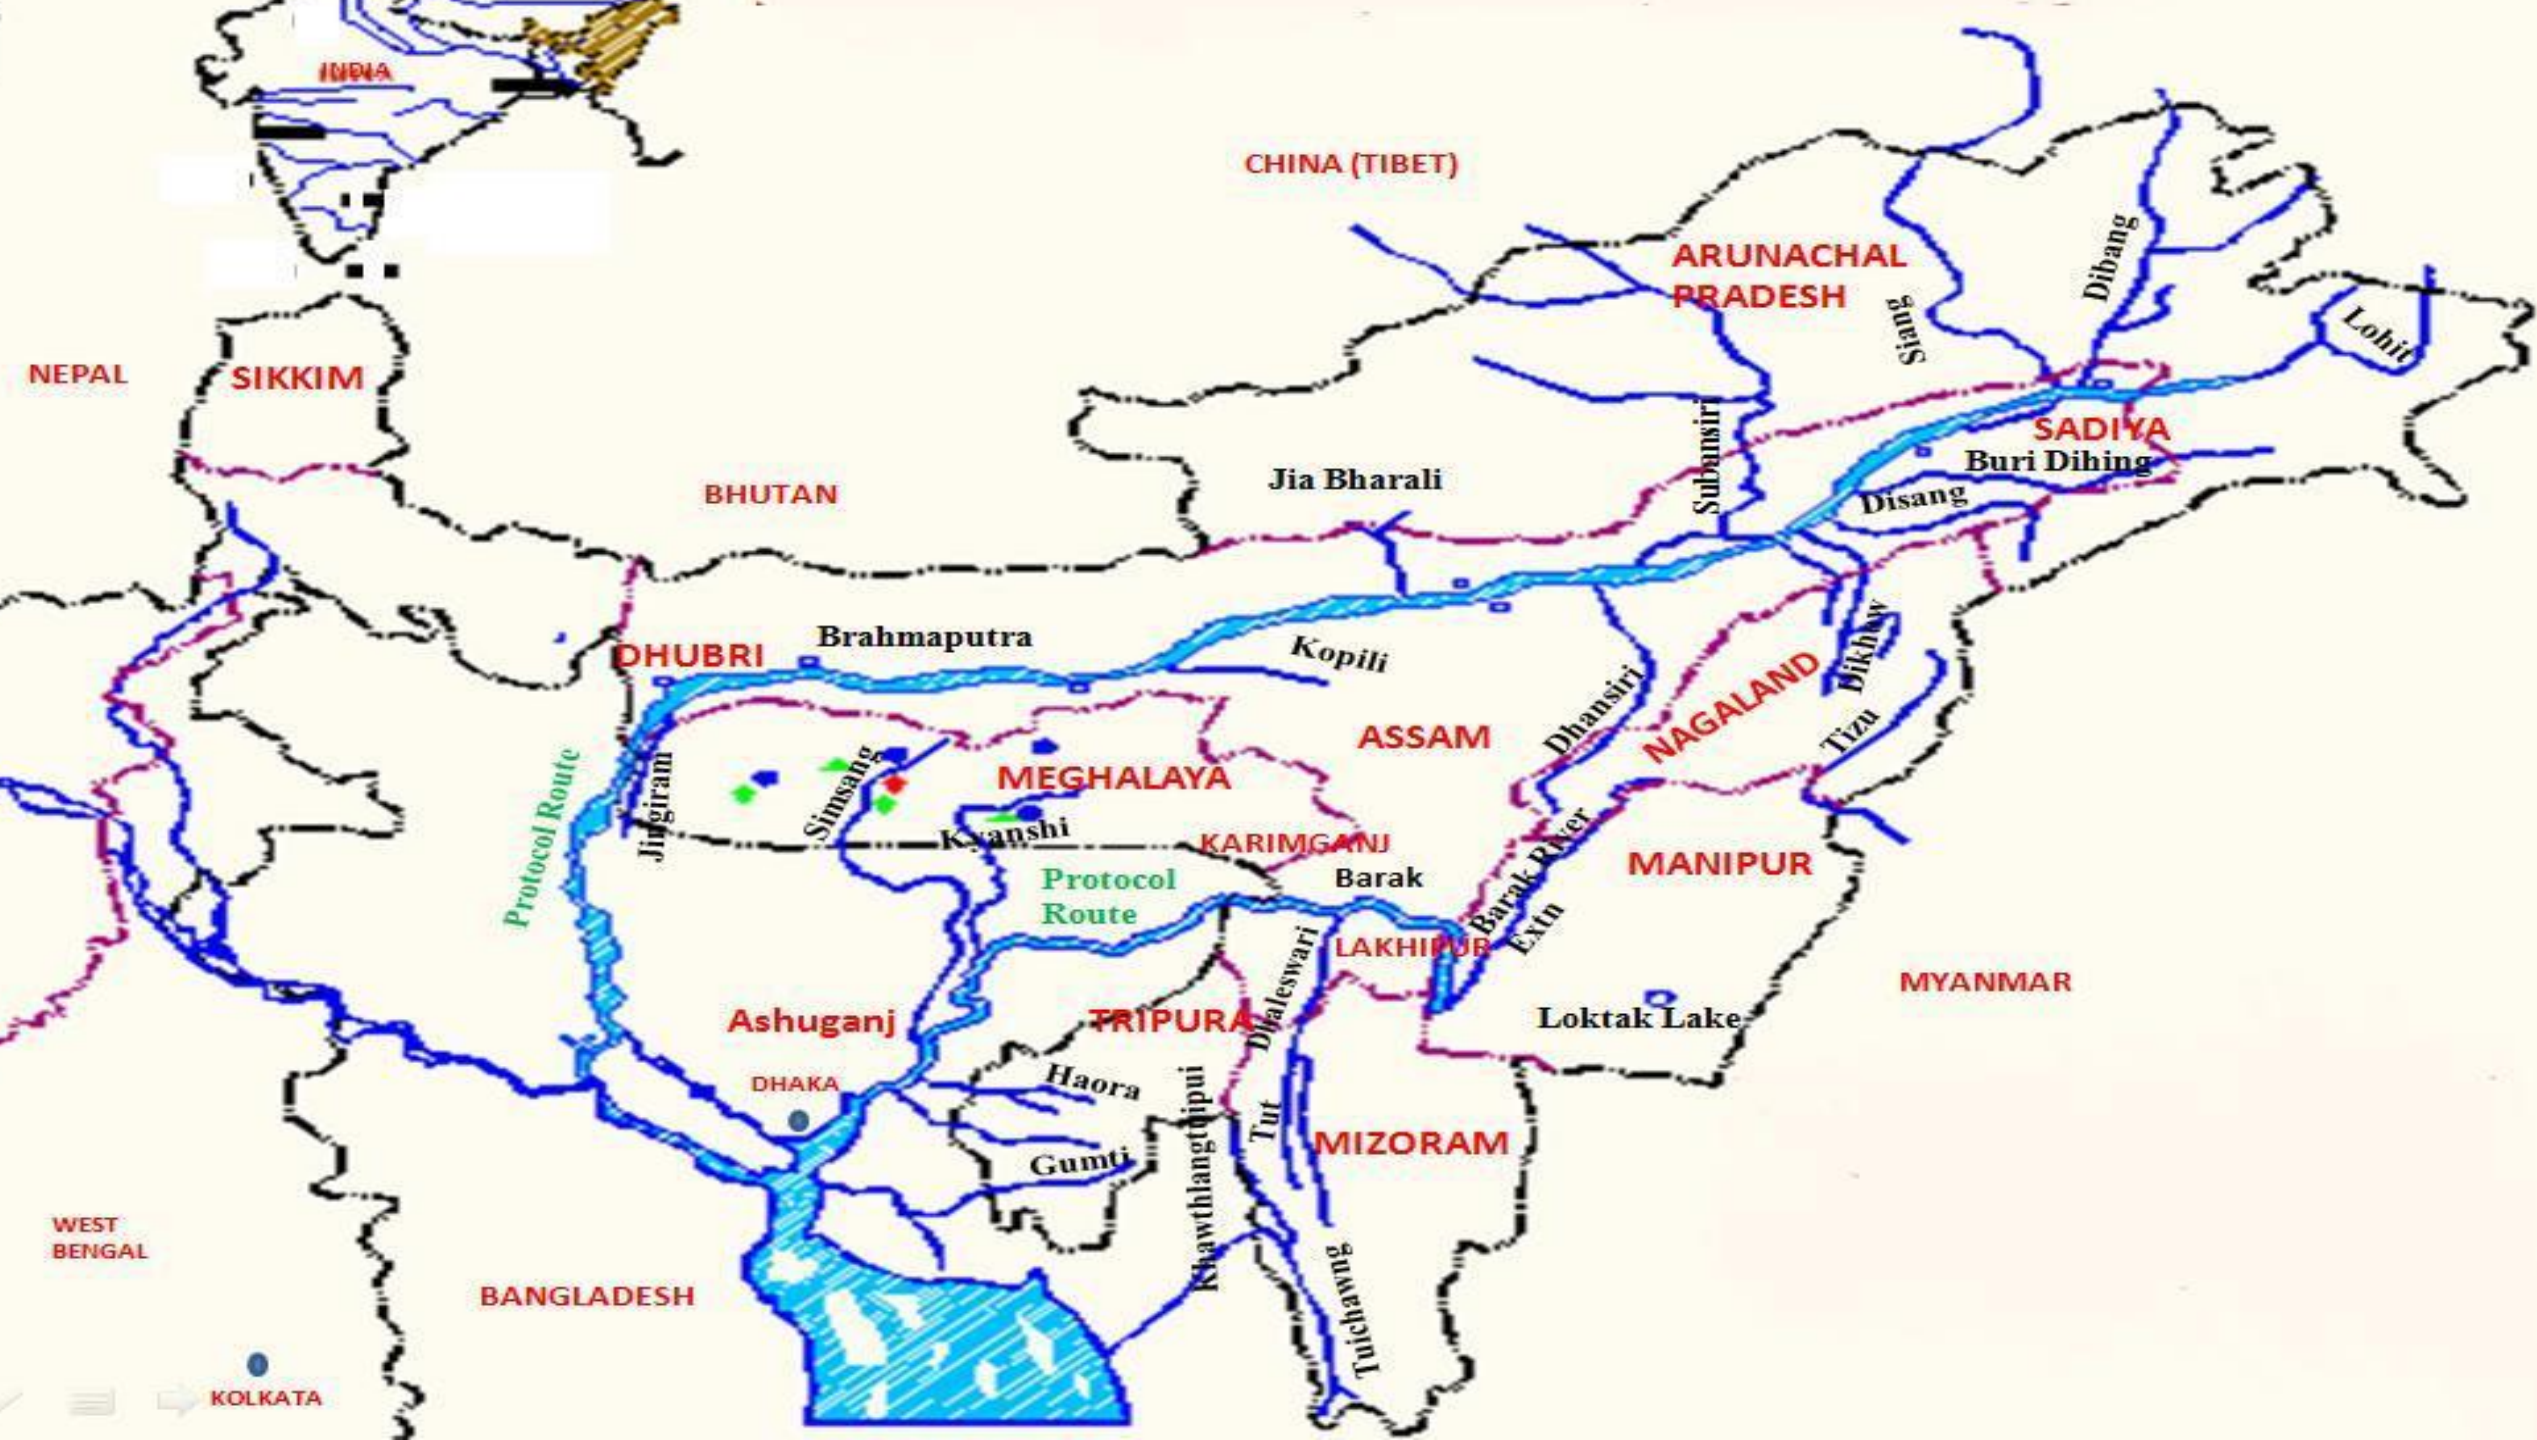 INDIA
CHINA (TIBET)
ARUNACHAL
PRADESH
Siang
Dibang
Lohit
NEPAL
SIKKIM
BHUTAN
Jia Bharali
Subansiri
SADIYA
Buri Dihing
Disang
DHUBRI
Brahmaputra
Kopili
Dikhow
Dhansiri
NAGALAND
Tizu
ASSAM
Protocol Route
Jingiram
Simsang
MEGHALAYA
Kyanshi
KARIMGANJ
Barak River
Extn
MANIPUR
Protocol
Route
Barak
LAKHIPUR
MYANMAR
Ashuganj
TRIPURA
Dhaleswari
Loktak Lake
DHAKA
Haora
Gumti
Khawthlangtuipui
Tut
MIZORAM
Tuichawng
WEST
BENGAL
BANGLADESH
KOLKATA